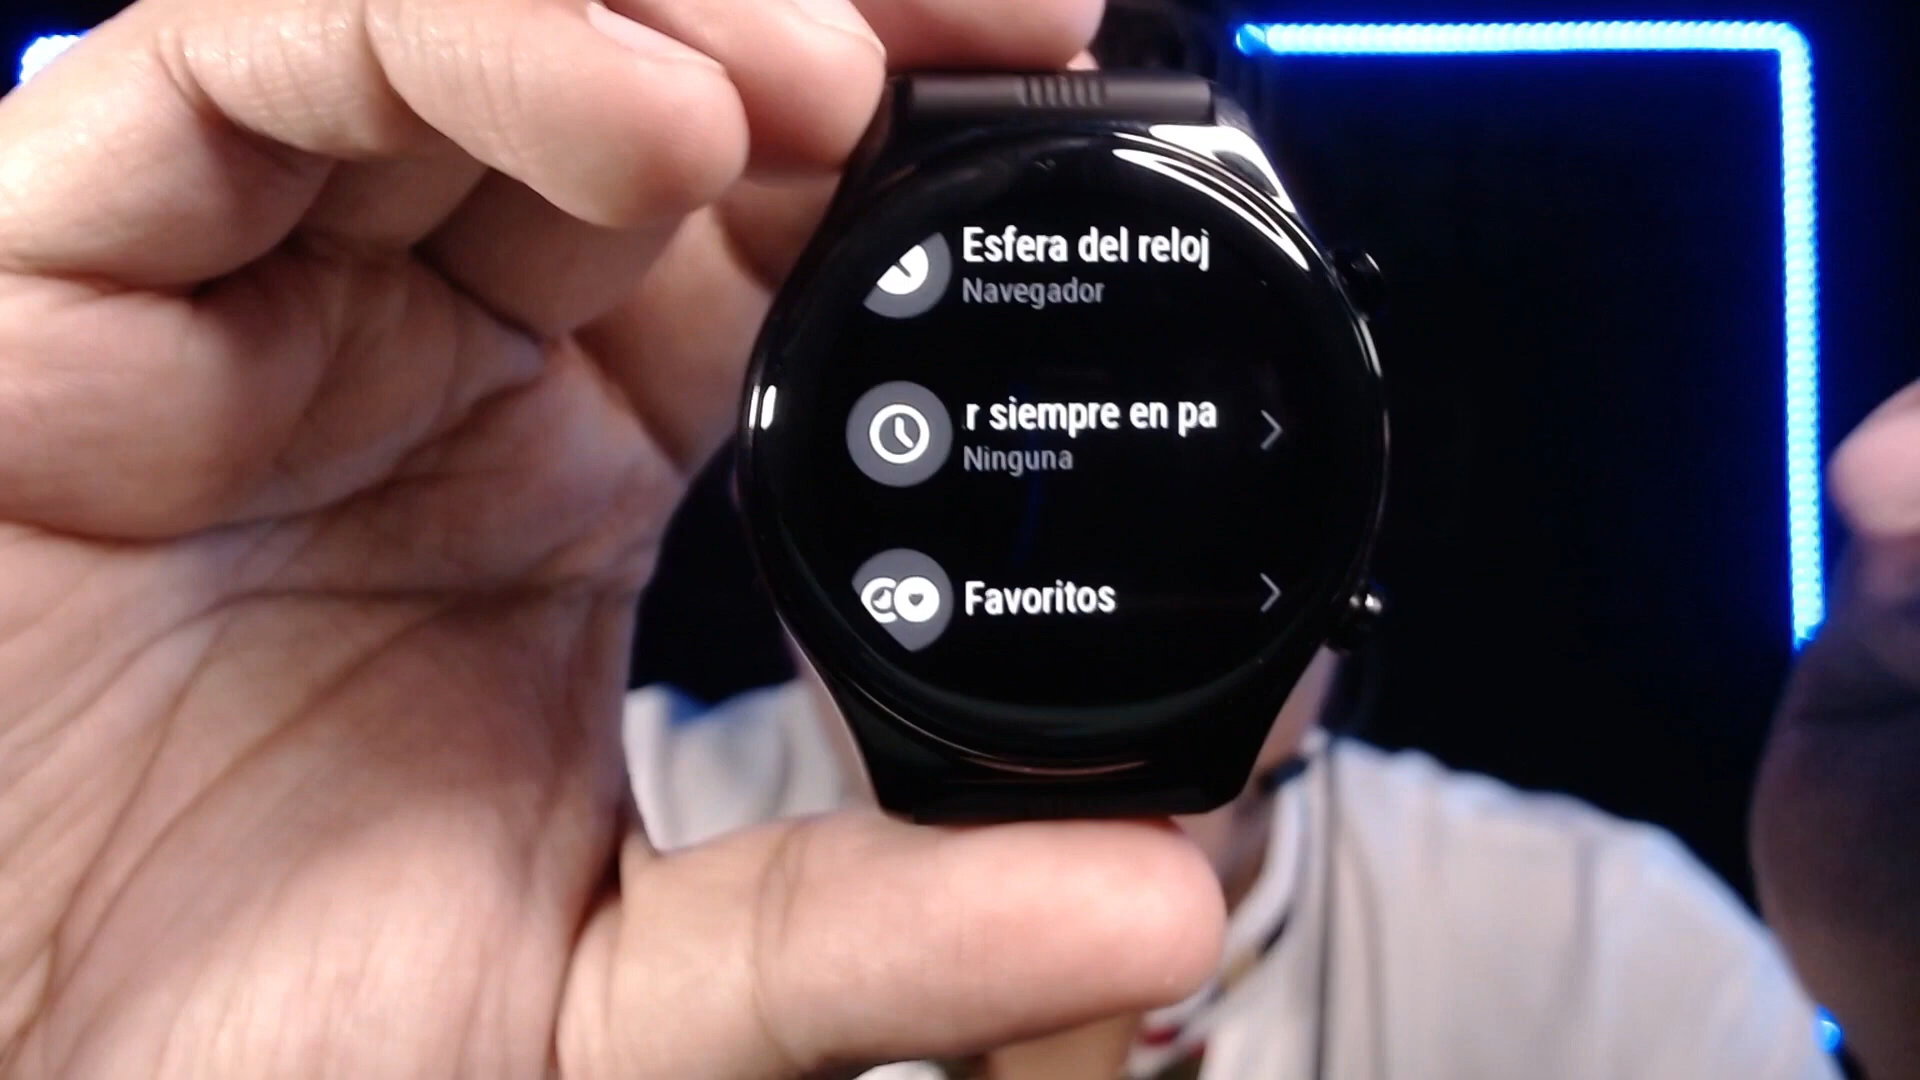 Esfera del reloj
Navegador
r siempre en pa
Ninguna
Favoritos